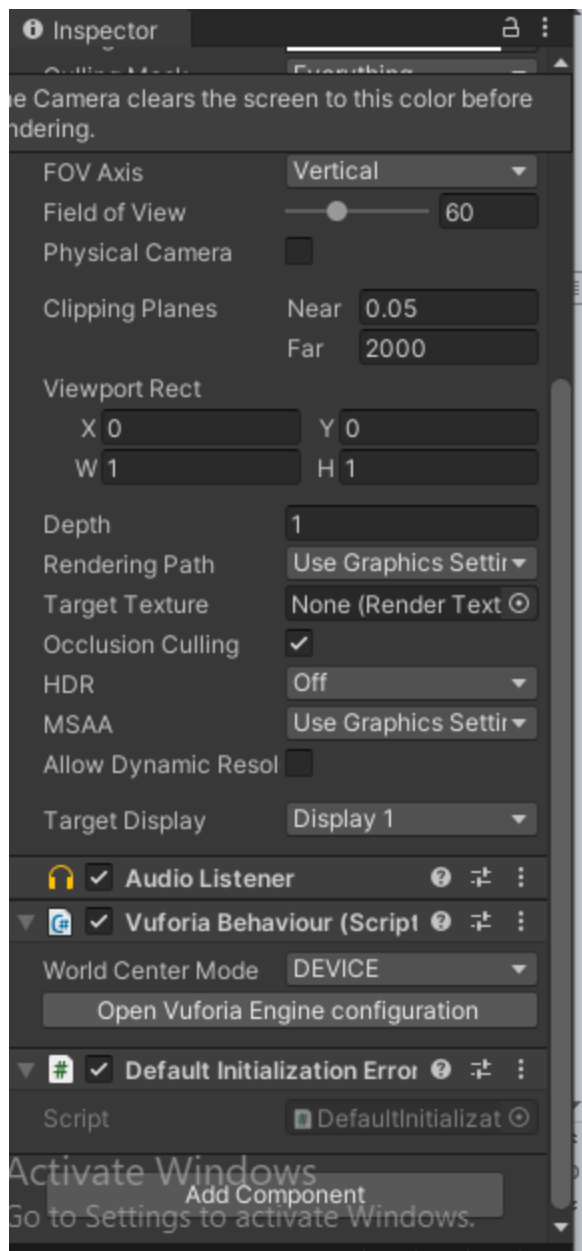 Inspector
Culling Mask Everything
e Camera clears the screen to this color before
ndering.
FOV Axis Vertical
Field of View 60
Physical Camera
Clipping Planes Near 0.05
Far 2000
Viewport Rect
X 0 Y 0
W 1 H 1
Depth 1
Rendering Path Use Graphics Settir
Target Texture None (Render Text
Occlusion Culling
HDR Off
MSAA Use Graphics Settir
Allow Dynamic Resol
Target Display Display 1
Audio Listener
Vuforia Behaviour (Script
World Center Mode DEVICE
Open Vuforia Engine configuration
# Default Initialization Error
Script # DefaultInitializat
Activate Windows
Add Component
Go to Settings to activate Windows.